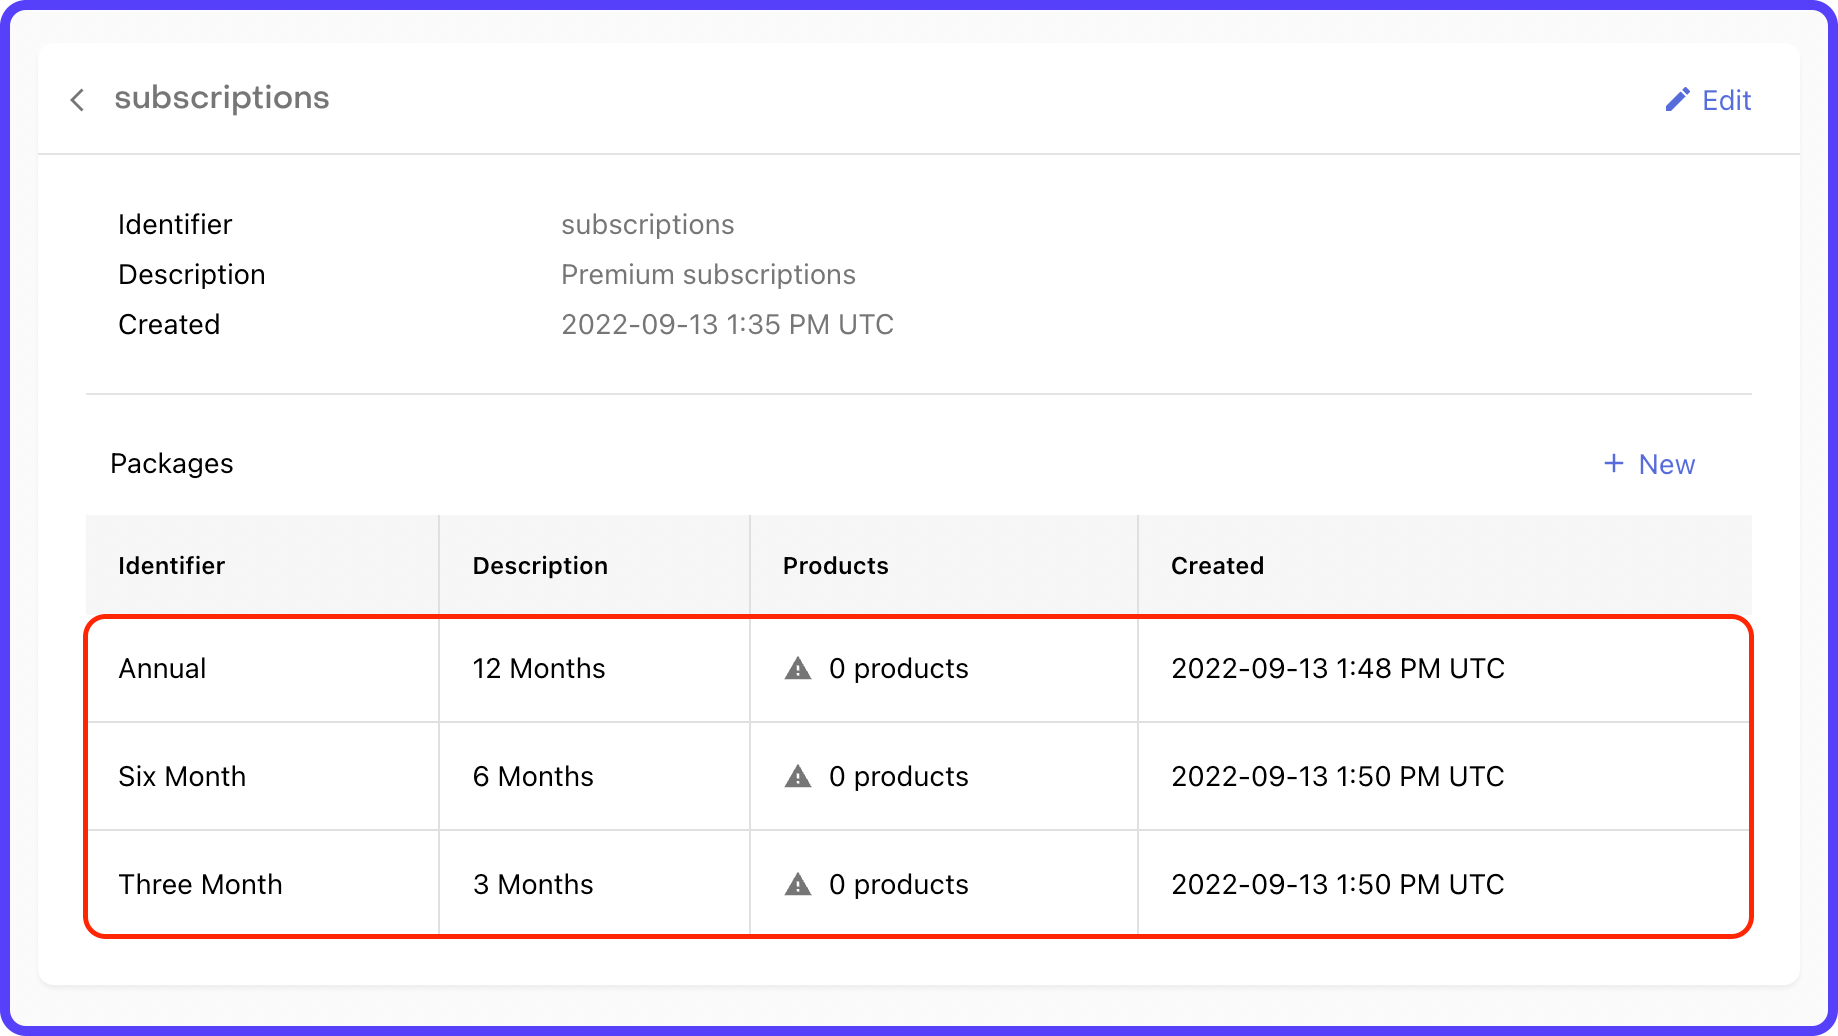 subscriptions
Edit
Identifier subscriptions
Description Premium subscriptions
Created 2022-09-13 1:35 PM UTC
Packages
+ New
Identifier Description Products Created
Annual 12 Months 0 products 2022-09-13 1:48 PM UTC
Six Month 6 Months 0 products 2022-09-13 1:50 PM UTC
Three Month 3 Months 0 products 2022-09-13 1:50 PM UTC